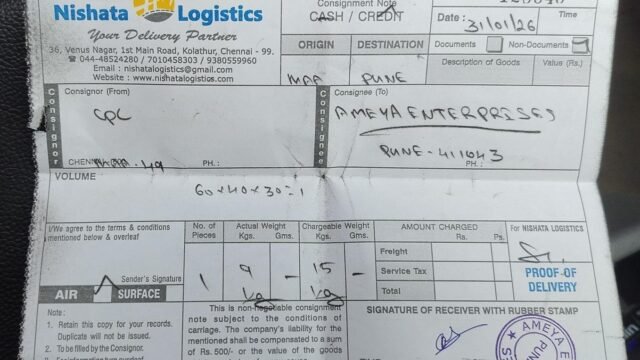 Consignment Note
Nishata Logistics
Your Delivery Partner
36, Venus Nagar, 1st Main Road, Kolathur, Chennai - 99.
044-48524280 / 7010458303 / 9380559960
Email : nishatalogistics@gmail.com
Website : www.nishatalogistics.com
CASH / CREDIT
Date : 31/01/26 Time
ORIGIN DESTINATION
MAA PUNE
Documents Non-Documents
Description of Goods Value (Rs.)
Consignor
Consignor (From)
CPC
CHENNAI PH.:
Consignee
Consignee (To)
AMEYA ENTERPRISES
PUNE - 411043
PH.:
VOLUME
60x40x30=1
I/We agree to the terms & conditions
mentioned below & overleaf
Sender's Signature
AIR SURFACE
No. of Pieces Actual Weight Kgs. Gms. Chargeable Weight Kgs. Gms.
1 9 - 15 -
kg kg
AMOUNT CHARGED
Rs. Ps.
Freight
Service Tax
Total
For NISHATA LOGISTICS
PROOF OF
DELIVERY
Note :
1. Retain this copy for your records.
Duplicate will not be issued.
2. To be filled by the Consignor.
This is non-negotiable consignment
note subject to the conditions of
carriage. The company's liability for the
mentioned shall be compensated to a sum
of Rs. 500/- or the value of the goods
SIGNATURE OF RECEIVER WITH RUBBER STAMP
AMEYA